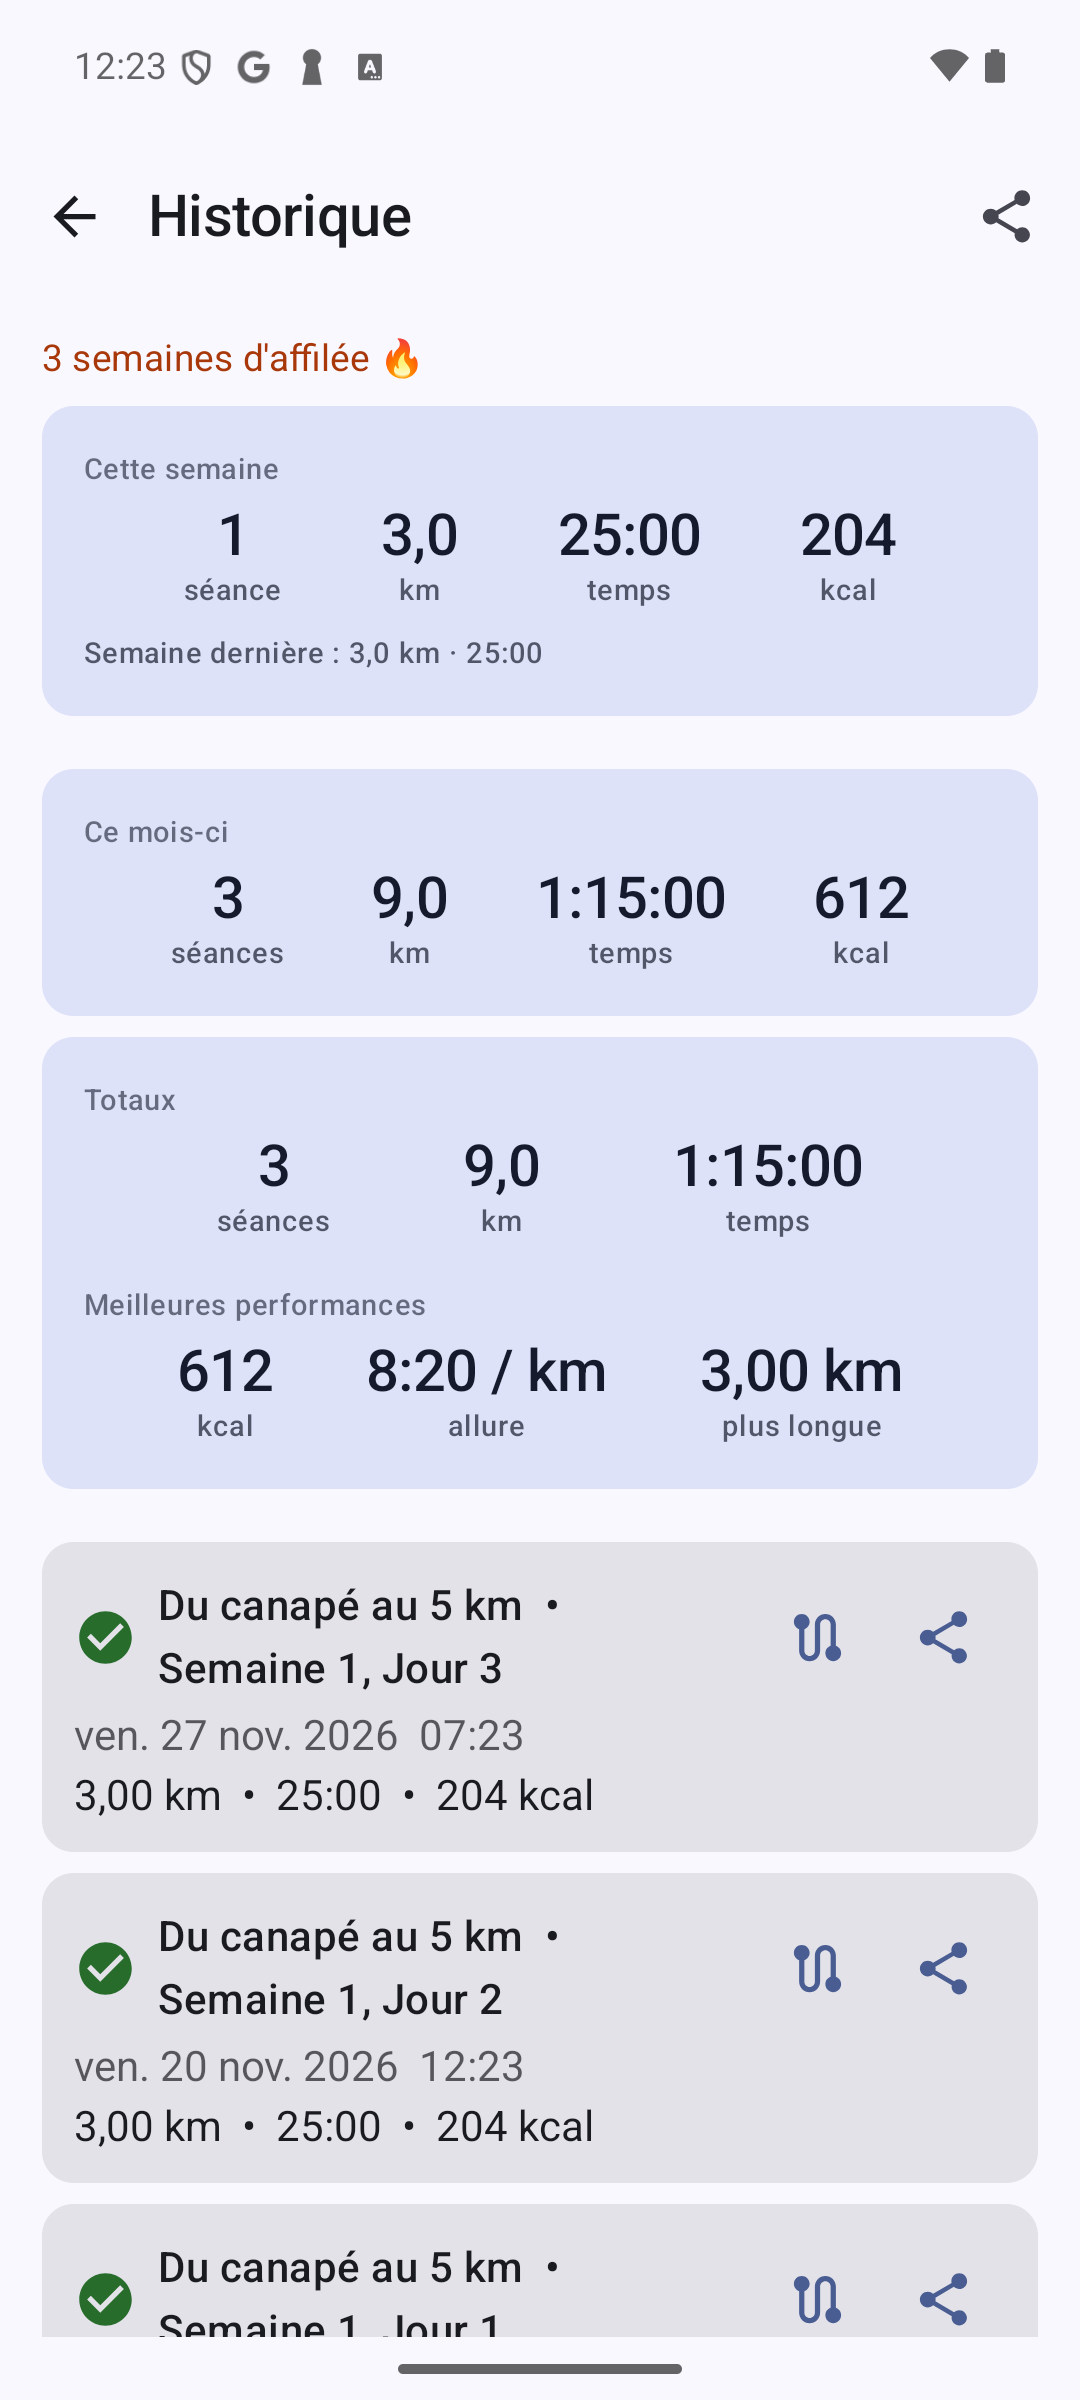 12:23
Historique
3 semaines d'affilée 🔥
Cette semaine
1 3,0 25:00 204
séance km temps kcal
Semaine dernière : 3,0 km · 25:00
Ce mois-ci
3 9,0 1:15:00 612
séances km temps kcal
Totaux
3 9,0 1:15:00
séances km temps
Meilleures performances
612 8:20 / km 3,00 km
kcal allure plus longue
Du canapé au 5 km •
Semaine 1, Jour 3
ven. 27 nov. 2026 07:23
3,00 km • 25:00 • 204 kcal
Du canapé au 5 km •
Semaine 1, Jour 2
ven. 20 nov. 2026 12:23
3,00 km • 25:00 • 204 kcal
Du canapé au 5 km •
Semaine 1, Jour 1